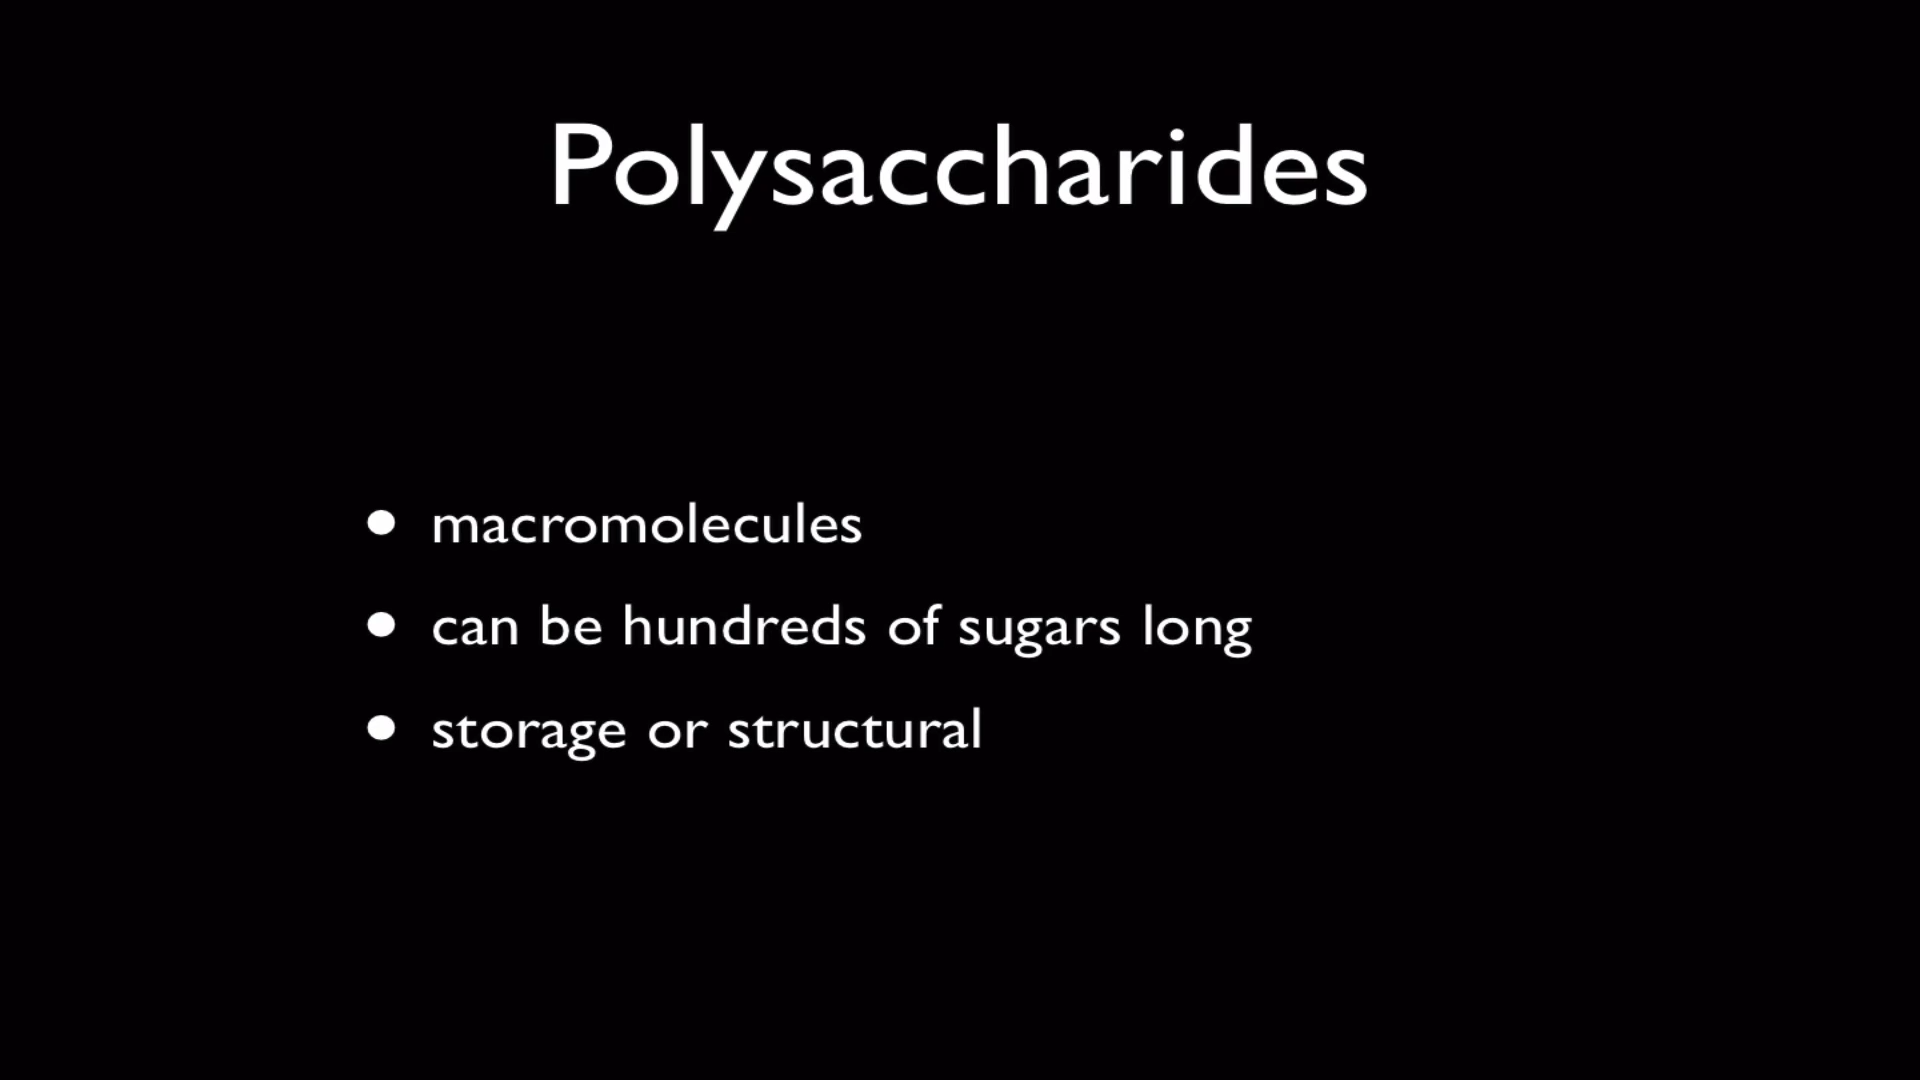 Polysaccharides
• macromolecules
• can be hundreds of sugars long
• storage or structural